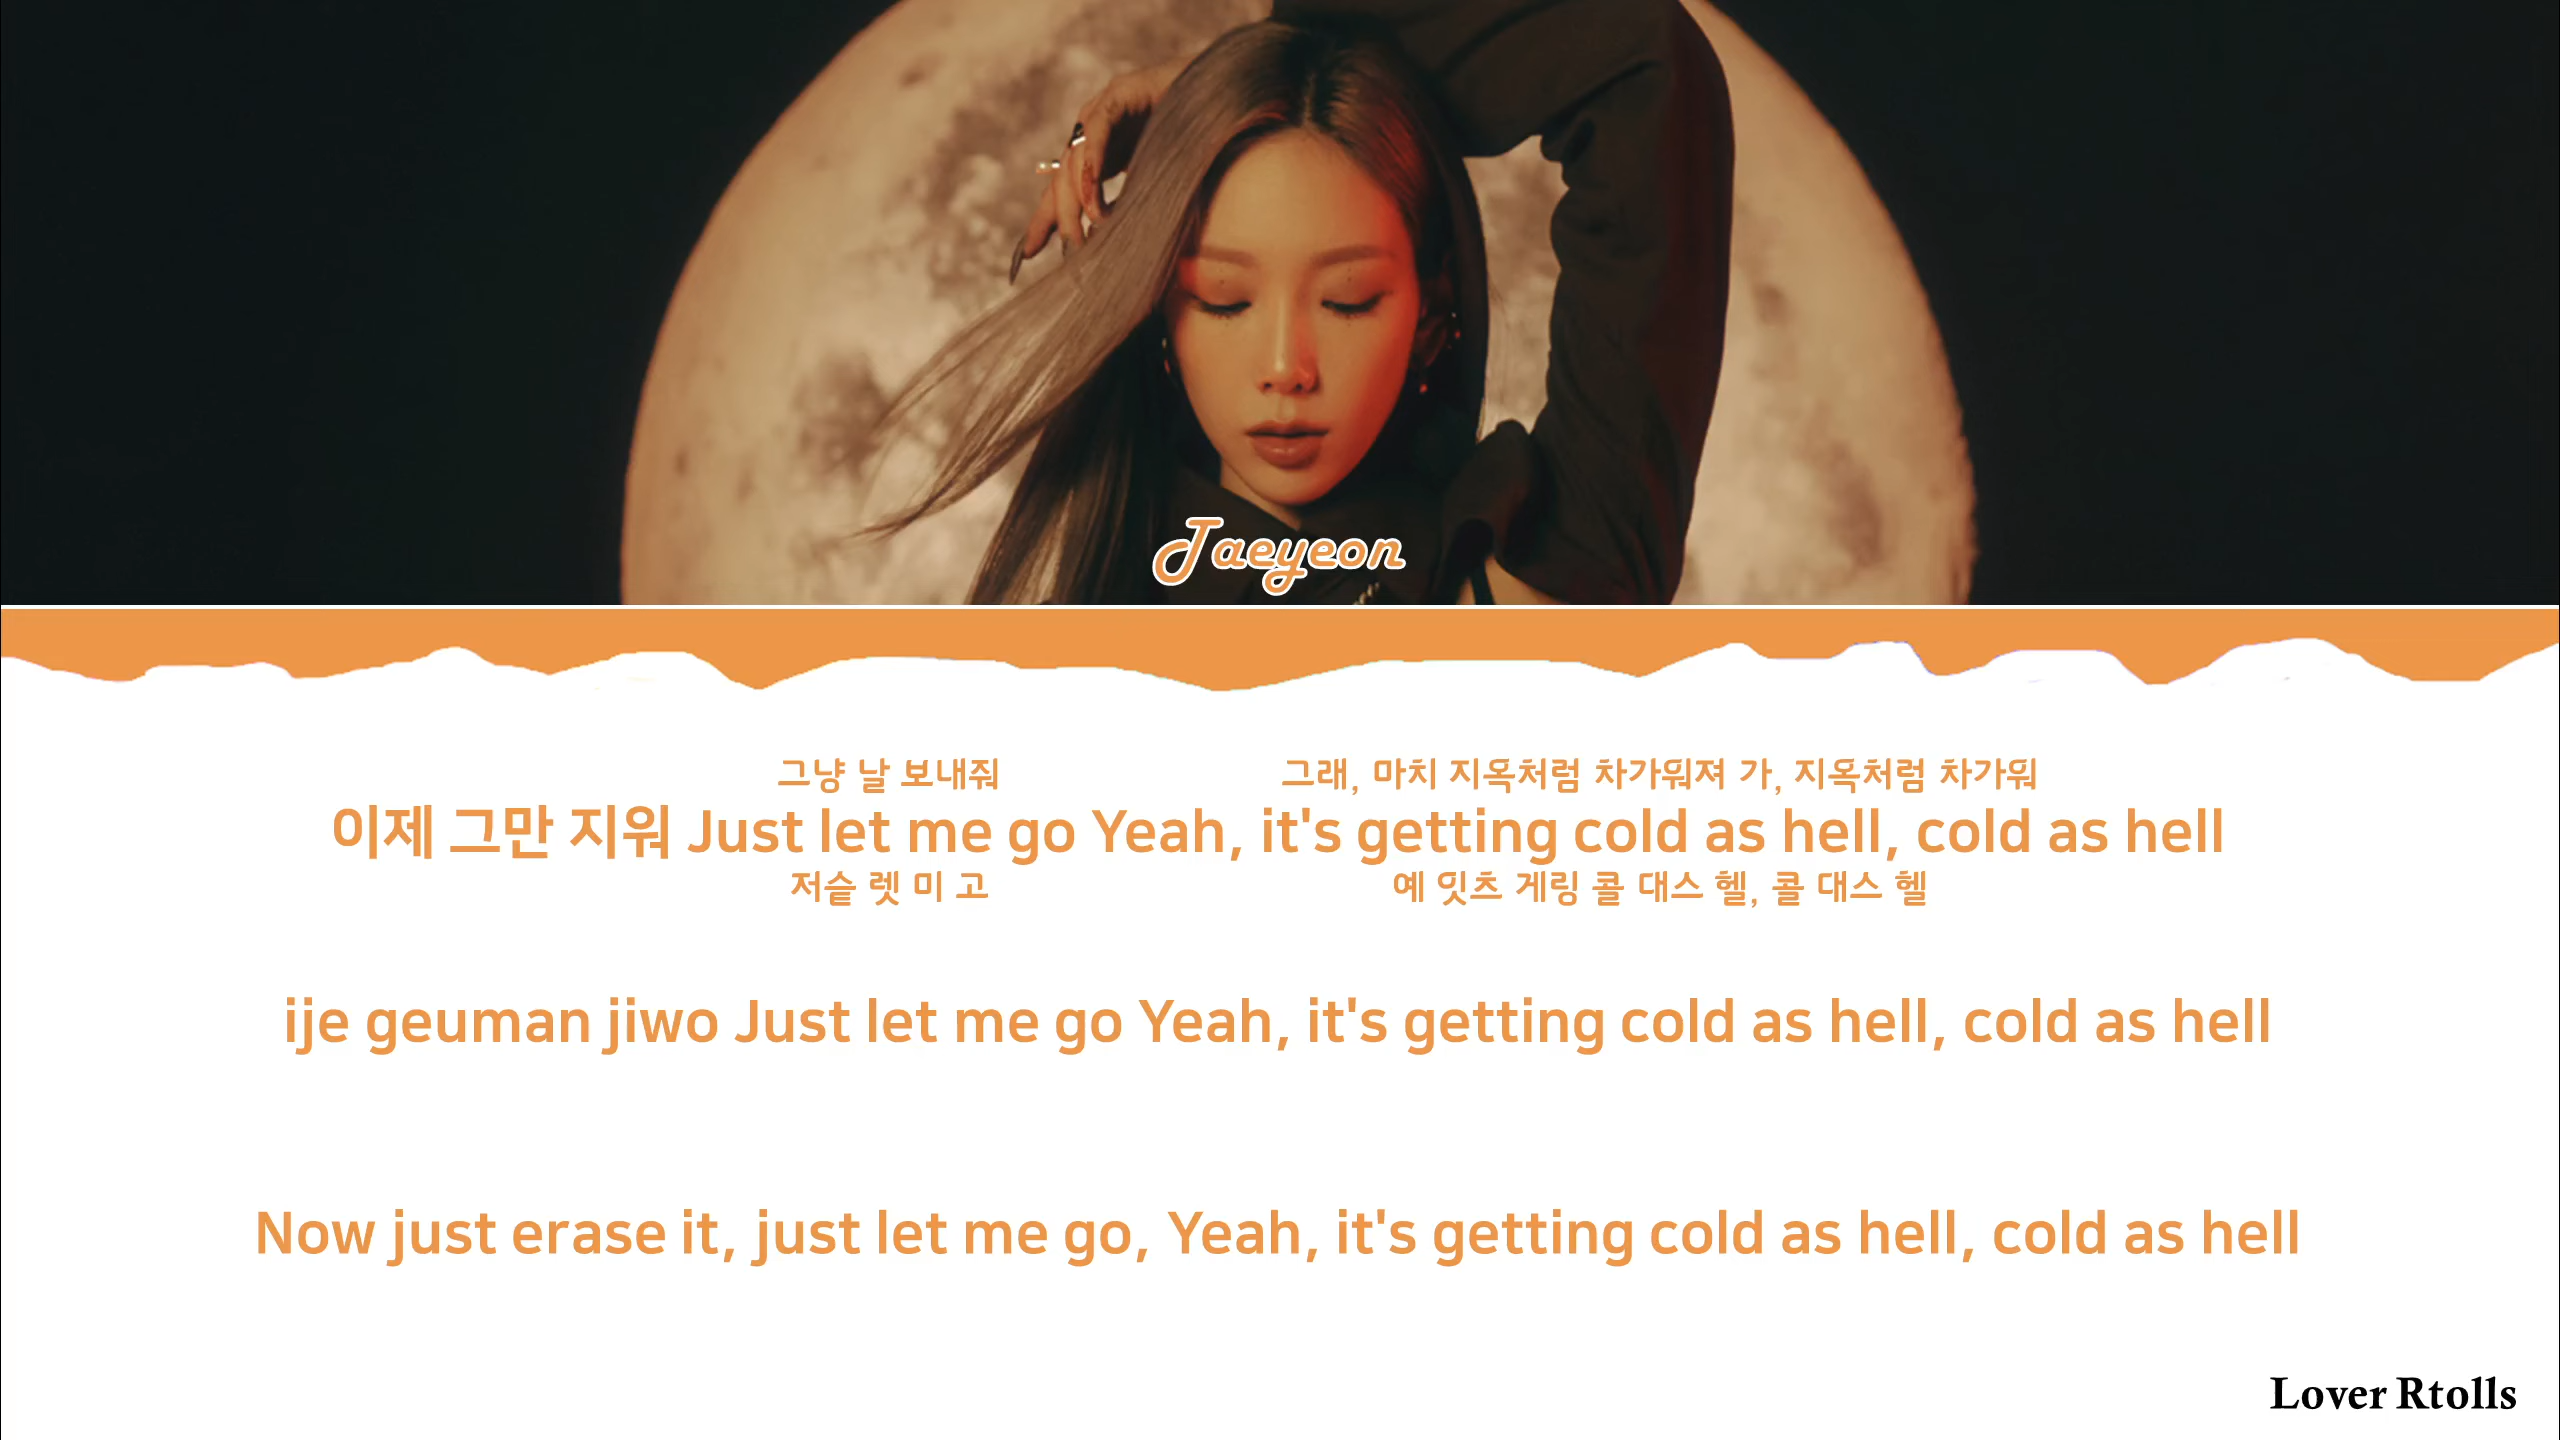 Taeyeon
그냥 날 보내줘 그래, 마치 지옥처럼 차가워져 가, 지옥처럼 차가워
이제 그만 지워 Just let me go Yeah, it's getting cold as hell, cold as hell
저슽 렛 미 고 예 잇츠 게링 콜 대스 헬, 콜 대스 헬
ije geuman jiwo Just let me go Yeah, it's getting cold as hell, cold as hell
Now just erase it, just let me go, Yeah, it's getting cold as hell, cold as hell
Lover Rtolls